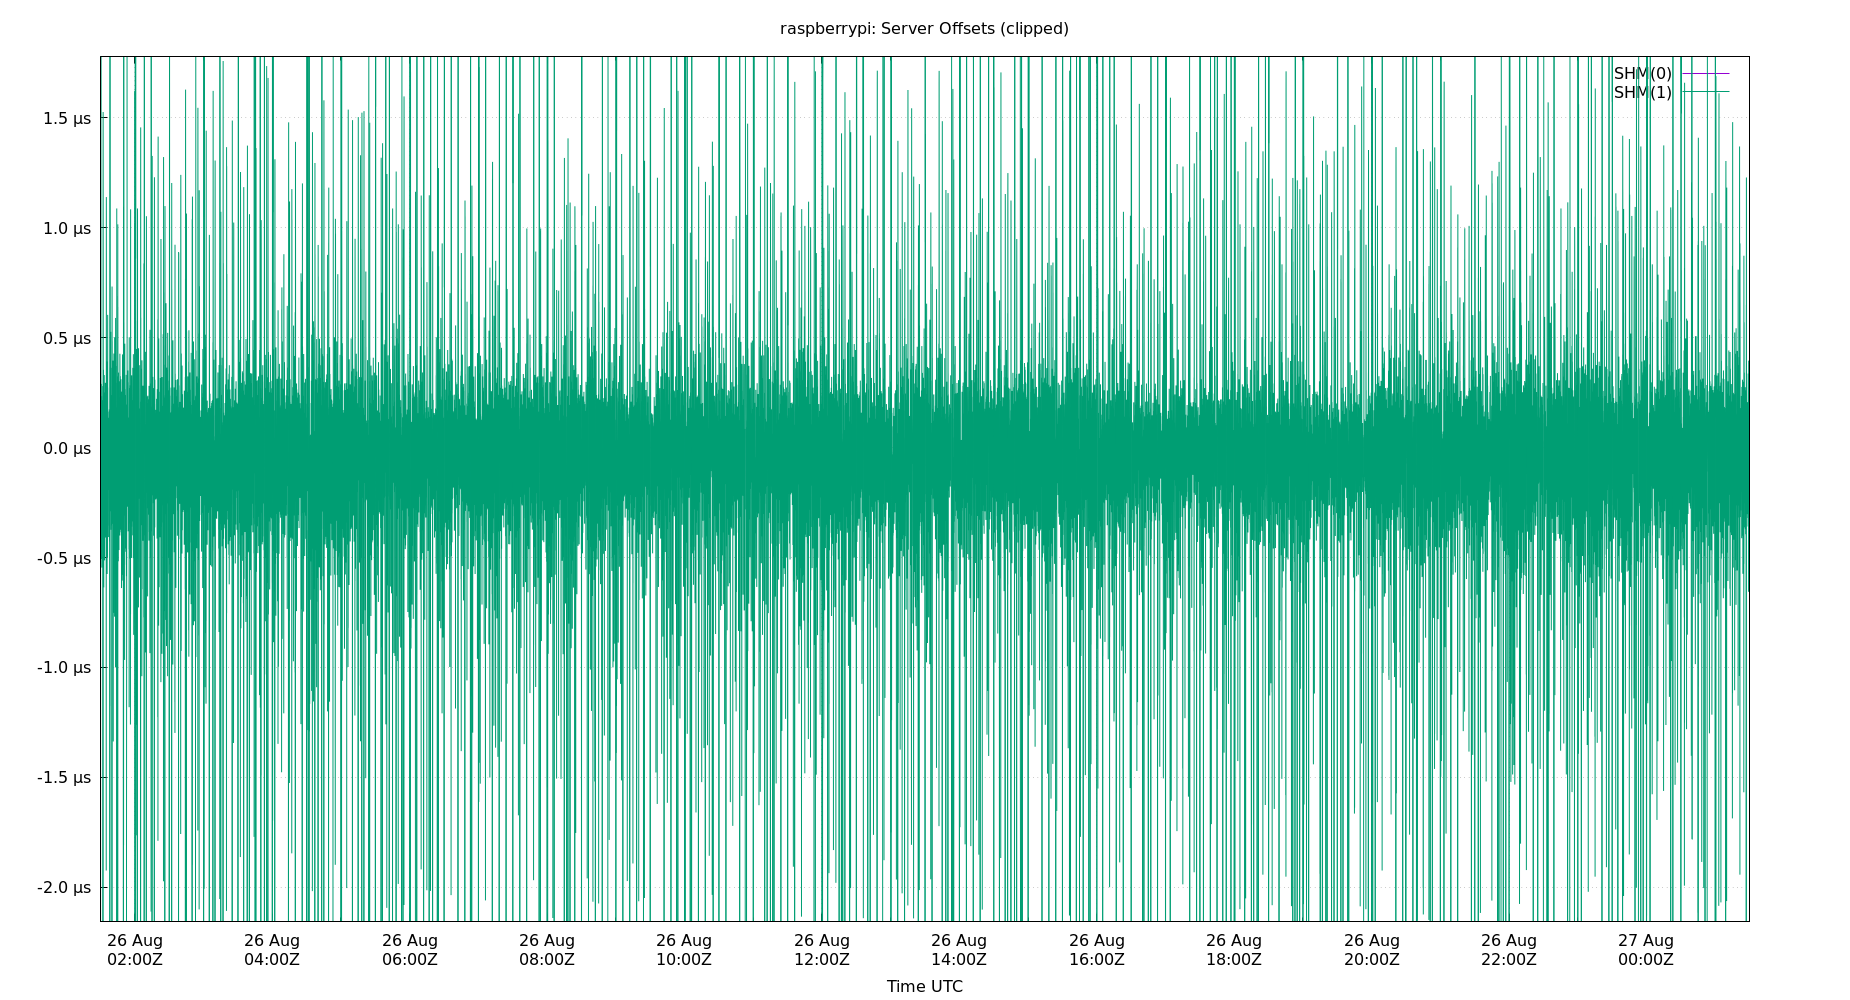 raspberrypi: Server Offsets (clipped)
SHM(0)
SHM(1)
1.5 µs
1.0 µs
0.5 µs
0.0 µs
-0.5 µs
-1.0 µs
-1.5 µs
-2.0 µs
26 Aug 26 Aug 26 Aug 26 Aug 26 Aug 26 Aug 26 Aug 26 Aug 26 Aug 26 Aug 26 Aug 27 Aug
02:00Z 04:00Z 06:00Z 08:00Z 10:00Z 12:00Z 14:00Z 16:00Z 18:00Z 20:00Z 22:00Z 00:00Z
Time UTC